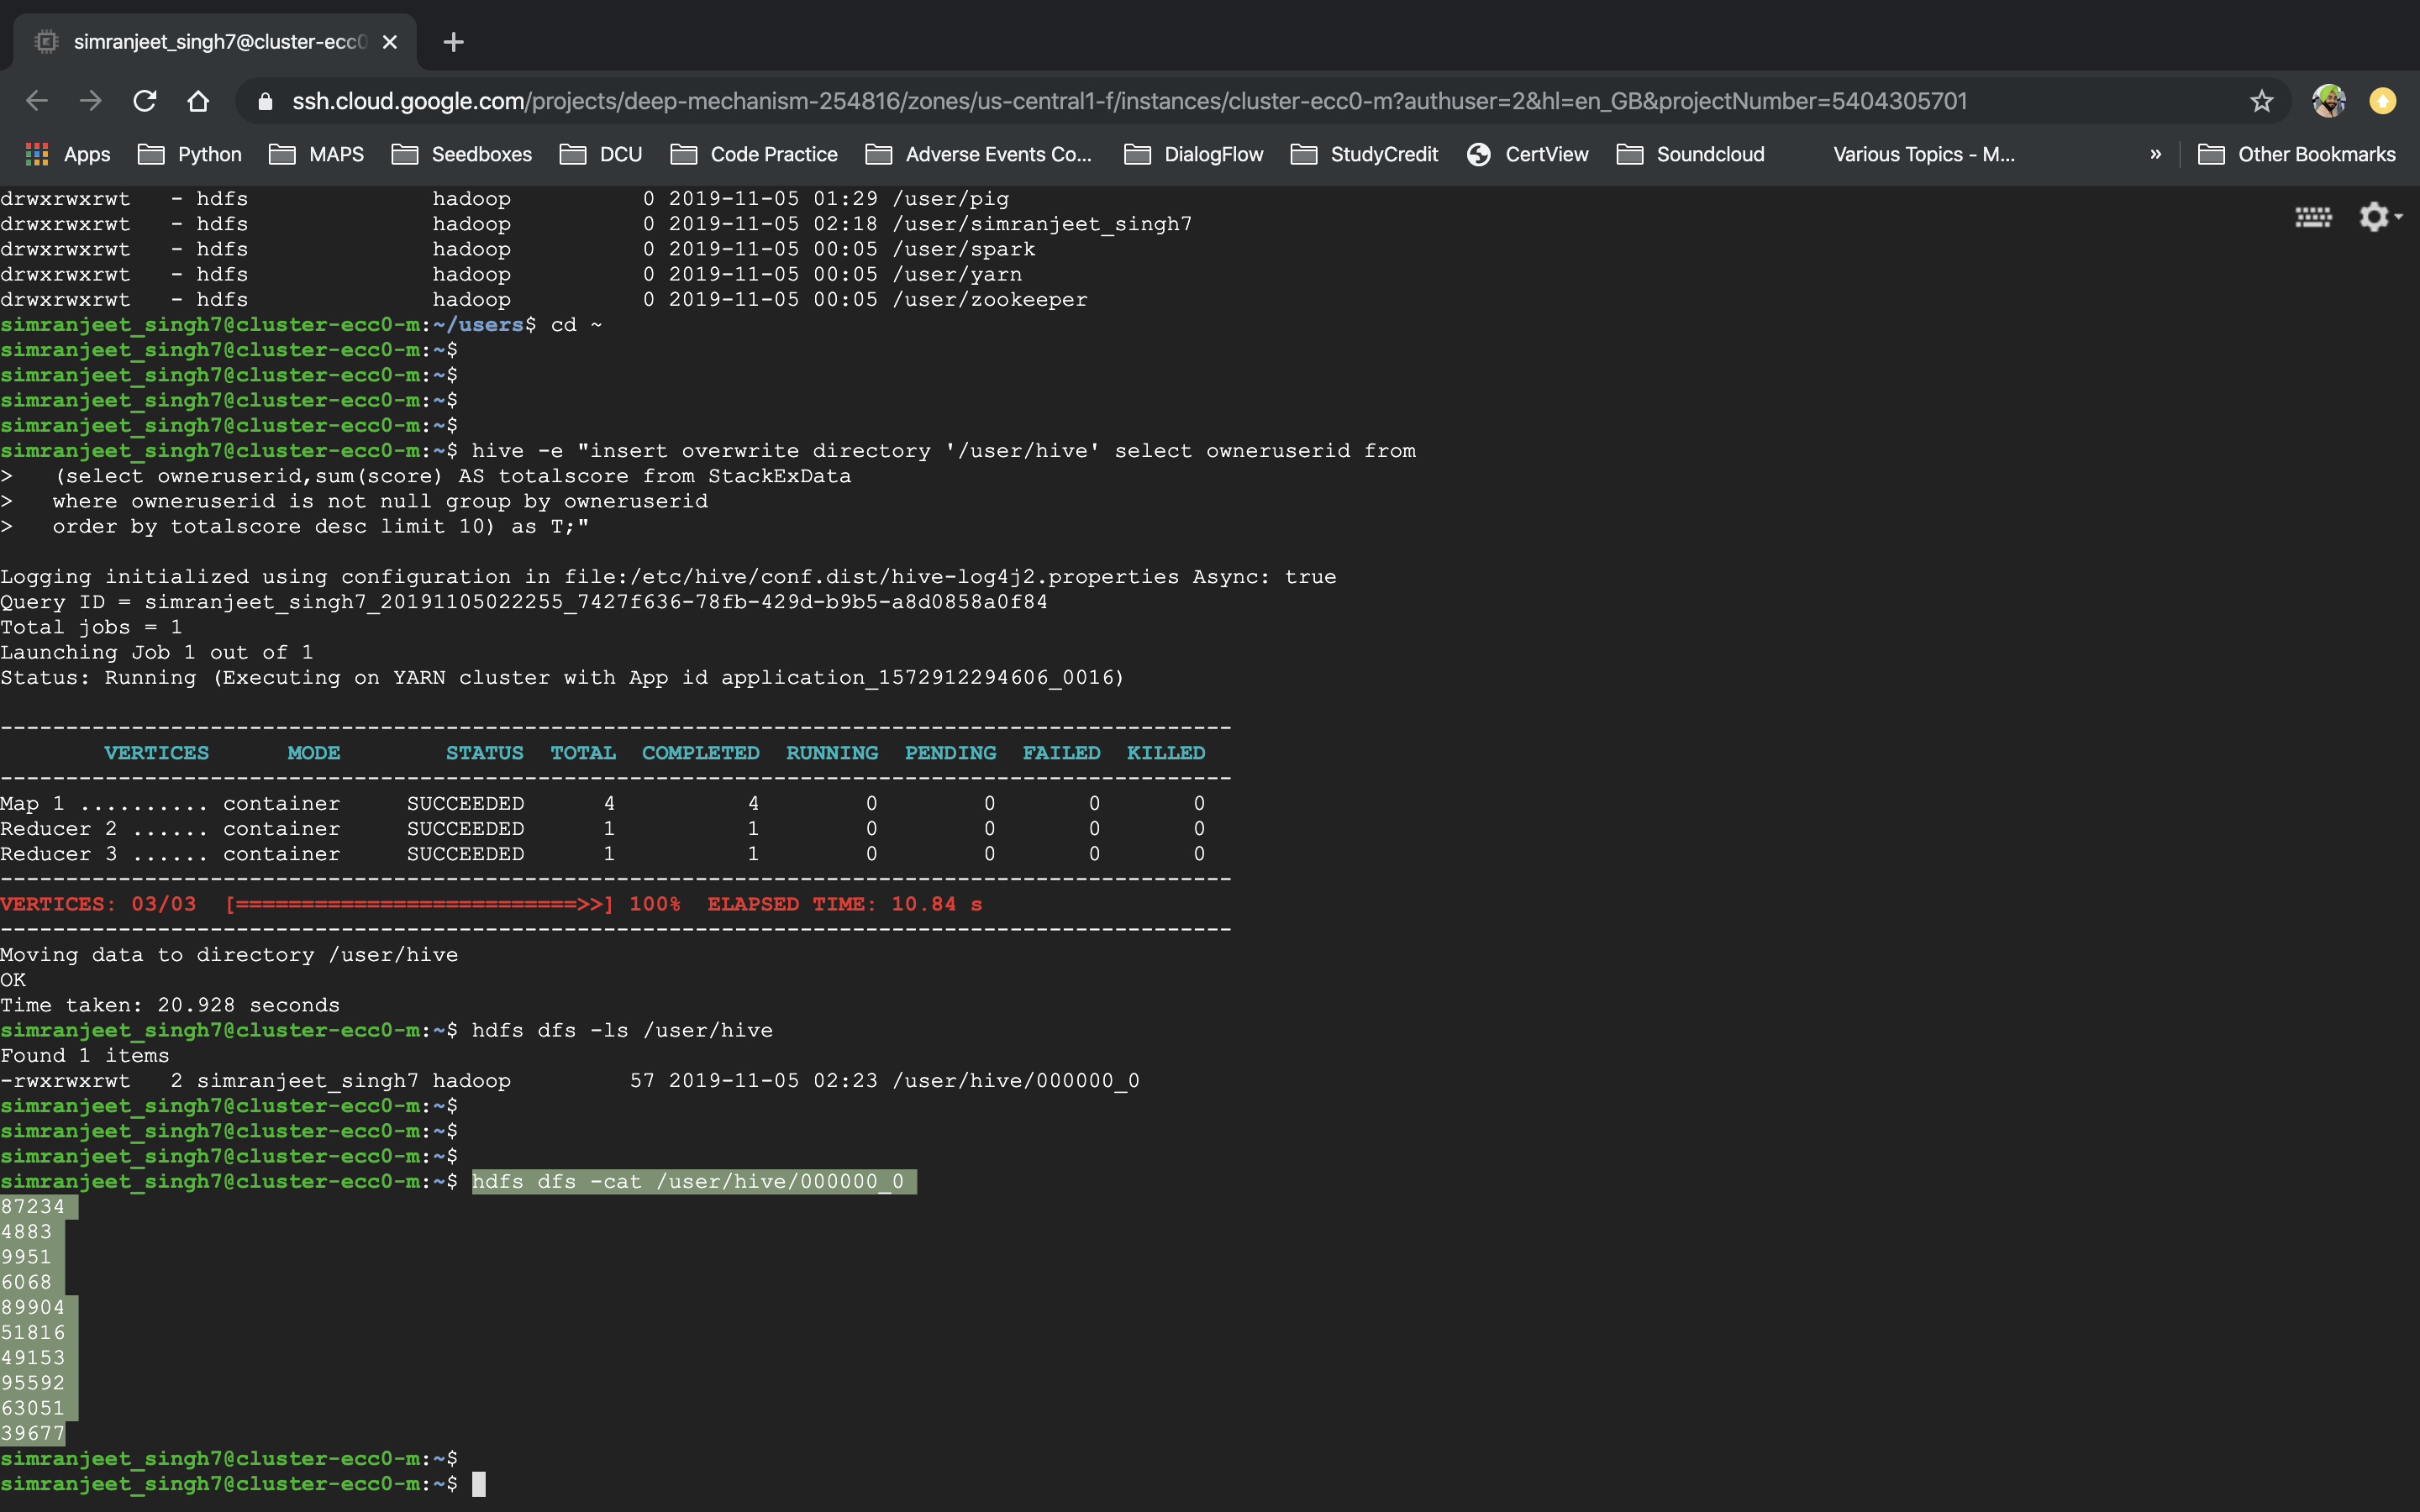 simranjeet_singh7@cluster-ecc0
ssh.cloud.google.com/projects/deep-mechanism-254816/zones/us-central1-f/instances/cluster-ecc0-m?authuser=2&hl=en_GB&projectNumber=5404305701
Apps Python MAPS Seedboxes DCU Code Practice Adverse Events Co... DialogFlow StudyCredit CertView Soundcloud Various Topics - M... » Other Bookmarks
drwxrwxrwt   - hdfs              hadoop          0 2019-11-05 01:29 /user/pig
drwxrwxrwt   - hdfs              hadoop          0 2019-11-05 02:18 /user/simranjeet_singh7
drwxrwxrwt   - hdfs              hadoop          0 2019-11-05 00:05 /user/spark
drwxrwxrwt   - hdfs              hadoop          0 2019-11-05 00:05 /user/yarn
drwxrwxrwt   - hdfs              hadoop          0 2019-11-05 00:05 /user/zookeeper
simranjeet_singh7@cluster-ecc0-m:~/users$ cd ~
simranjeet_singh7@cluster-ecc0-m:~$
simranjeet_singh7@cluster-ecc0-m:~$
simranjeet_singh7@cluster-ecc0-m:~$
simranjeet_singh7@cluster-ecc0-m:~$
simranjeet_singh7@cluster-ecc0-m:~$ hive -e "insert overwrite directory '/user/hive' select owneruserid from
>   (select owneruserid,sum(score) AS totalscore from StackExData
>   where owneruserid is not null group by owneruserid
>   order by totalscore desc limit 10) as T;"
Logging initialized using configuration in file:/etc/hive/conf.dist/hive-log4j2.properties Async: true
Query ID = simranjeet_singh7_20191105022255_7427f636-78fb-429d-b9b5-a8d0858a0f84
Total jobs = 1
Launching Job 1 out of 1
Status: Running (Executing on YARN cluster with App id application_1572912294606_0016)
----------------------------------------------------------------------------------------------
        VERTICES      MODE        STATUS  TOTAL  COMPLETED  RUNNING  PENDING  FAILED  KILLED
----------------------------------------------------------------------------------------------
Map 1 .......... container     SUCCEEDED      4          4        0        0       0       0
Reducer 2 ...... container     SUCCEEDED      1          1        0        0       0       0
Reducer 3 ...... container     SUCCEEDED      1          1        0        0       0       0
----------------------------------------------------------------------------------------------
VERTICES: 03/03  [==========================>>] 100%  ELAPSED TIME: 10.84 s
----------------------------------------------------------------------------------------------
Moving data to directory /user/hive
OK
Time taken: 20.928 seconds
simranjeet_singh7@cluster-ecc0-m:~$ hdfs dfs -ls /user/hive
Found 1 items
-rwxrwxrwt   2 simranjeet_singh7 hadoop         57 2019-11-05 02:23 /user/hive/000000_0
simranjeet_singh7@cluster-ecc0-m:~$
simranjeet_singh7@cluster-ecc0-m:~$
simranjeet_singh7@cluster-ecc0-m:~$
simranjeet_singh7@cluster-ecc0-m:~$ hdfs dfs -cat /user/hive/000000_0
87234
4883
9951
6068
89904
51816
49153
95592
63051
39677
simranjeet_singh7@cluster-ecc0-m:~$
simranjeet_singh7@cluster-ecc0-m:~$